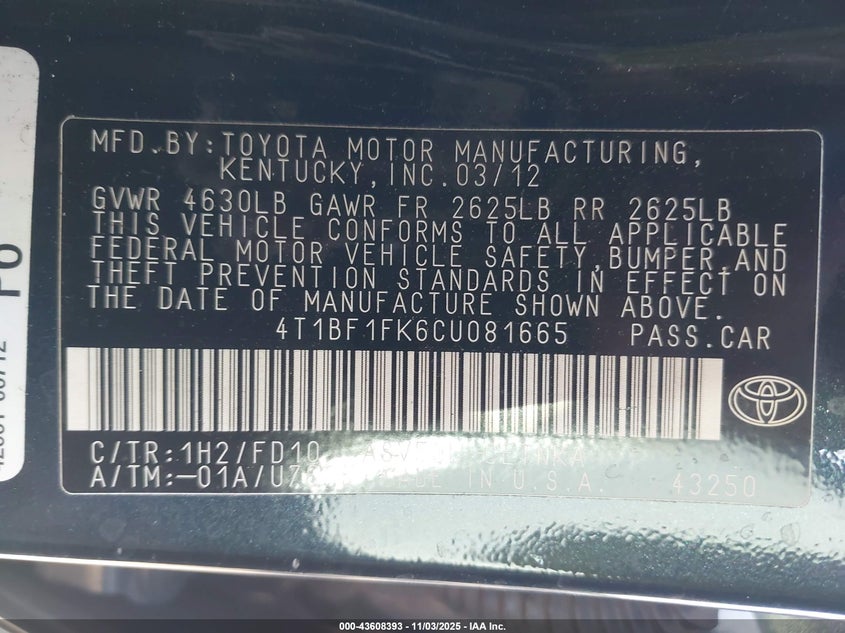 MFD.BY:TOYOTA MOTOR MANUFACTURING,
KENTUCKY,INC.03/12
GVWR 4630LB GAWR FR 2625LB RR 2625LB
THIS VEHICLE CONFORMS TO ALL APPLICABLE
FEDERAL MOTOR VEHICLE SAFETY,BUMPER,AND
THEFT PREVENTION STANDARDS IN EFFECT ON
THE DATE OF MANUFACTURE SHOWN ABOVE.
4T1BF1FK6CU081665 PASS.CAR
C/TR:1H2/FD10
A/TM:-01A/ IN U.S.A. 43250
PO
000-43608393 - 11/03/2025 - IAA Inc.